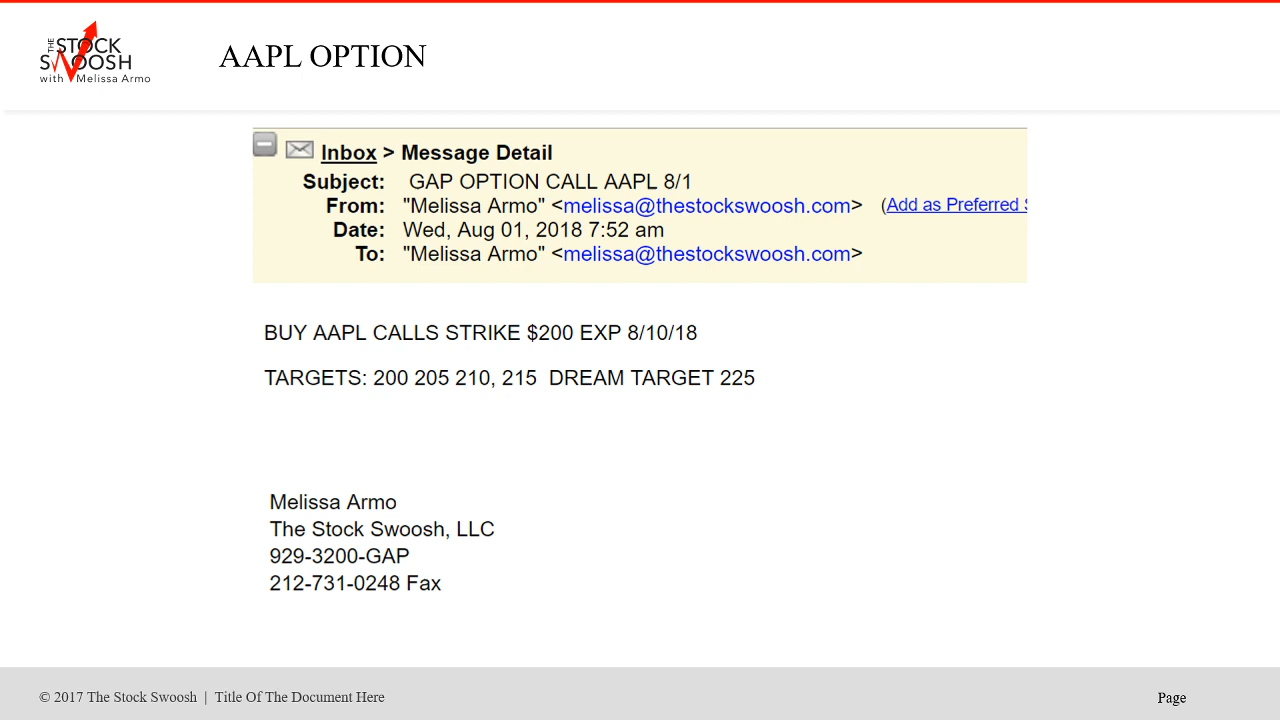 THE STOCK
SWOOSH
with Melissa Armo
AAPL OPTION
Inbox > Message Detail
Subject: GAP OPTION CALL AAPL 8/1
From: "Melissa Armo" <melissa@thestockswoosh.com> (Add as Preferred
Date: Wed, Aug 01, 2018 7:52 am
To: "Melissa Armo" <melissa@thestockswoosh.com>
BUY AAPL CALLS STRIKE $200 EXP 8/10/18
TARGETS: 200 205 210, 215 DREAM TARGET 225
Melissa Armo
The Stock Swoosh, LLC
929-3200-GAP
212-731-0248 Fax
© 2017 The Stock Swoosh | Title Of The Document Here
Page